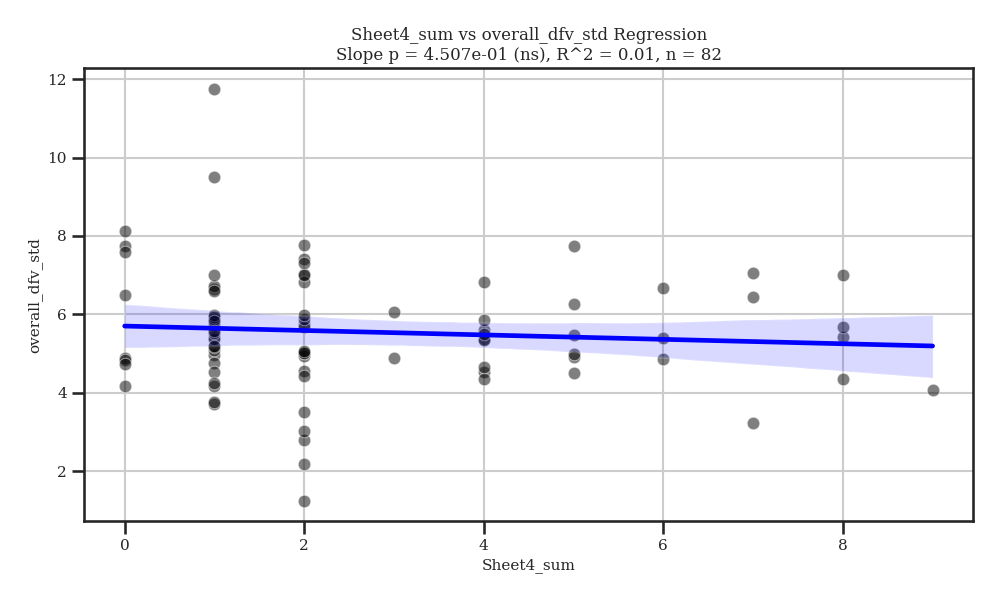 Sheet4_sum vs overall_dfv_std Regression
Slope p = 4.507e-01 (ns), R^2 = 0.01, n = 82
12
10
8
6
4
2
overall_dfv_std
0
2
4
6
8
Sheet4_sum